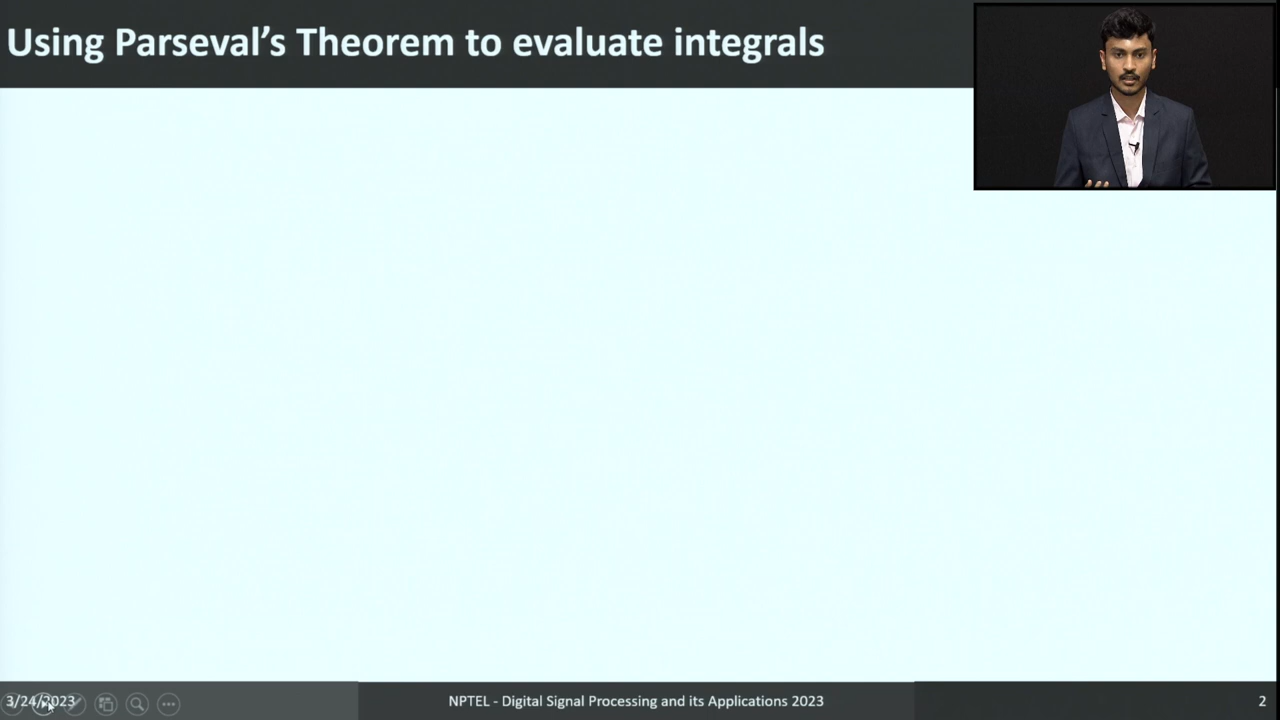 Using Parseval's Theorem to evaluate integrals
3/24/2023
NPTEL - Digital Signal Processing and its Applications 2023
2